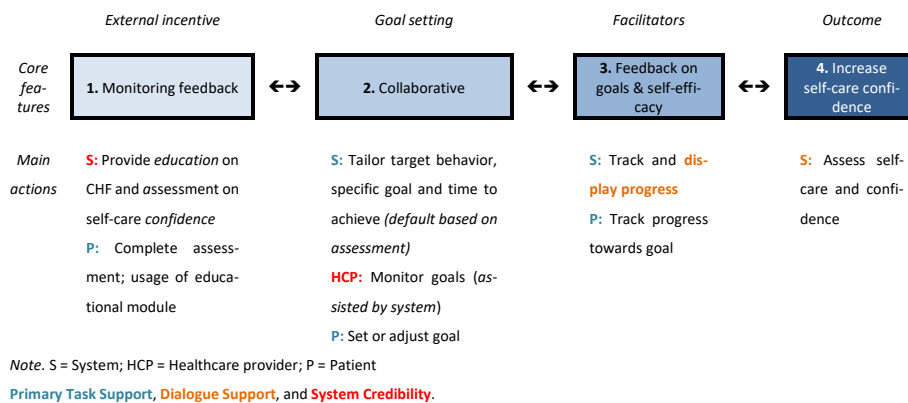 External incentive
Goal setting
Facilitators
Outcome
Core
fea-
tures
1. Monitoring feedback
2. Collaborative
3. Feedback on
goals & self-effi-
cacy
4. Increase
self-care confi-
dence
Main
actions
S: Provide education on
CHF and assessment on
self-care confidence
P: Complete assess-
ment; usage of educa-
tional module
S: Tailor target behavior,
specific goal and time to
achieve (default based on
assessment)
HCP: Monitor goals (as-
sisted by system)
P: Set or adjust goal
S: Track and dis-
play progress
P: Track progress
towards goal
S: Assess self-
care and confi-
dence
Note. S = System; HCP = Healthcare provider; P = Patient
Primary Task Support, Dialogue Support, and System Credibility.